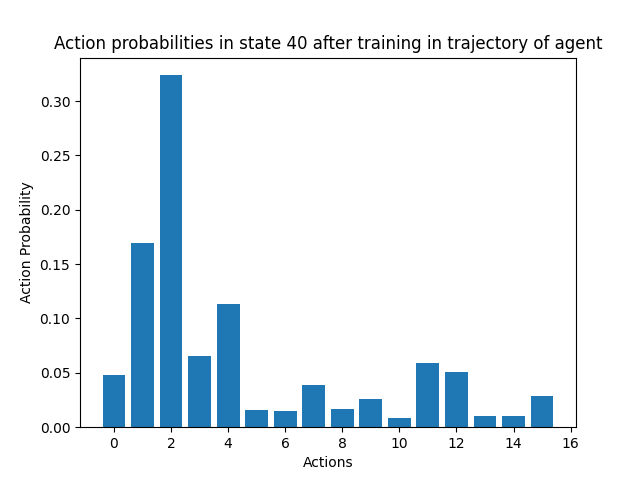 Action probabilities in state 40 after training in trajectory of agent
0.30
0.25
0.20
0.15
0.10
0.05
0.00
Action Probability
0 2 4 6 8 10 12 14 16
Actions